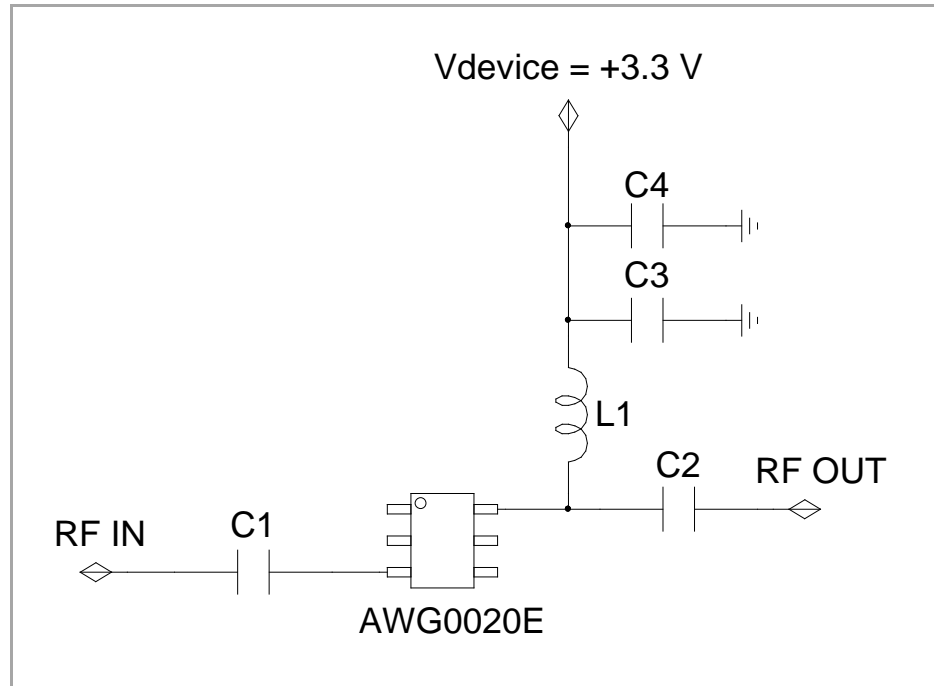 Vdevice = +3.3 V
C4
C3
L1
C2
RF OUT
C1
RF IN
AWG0020E